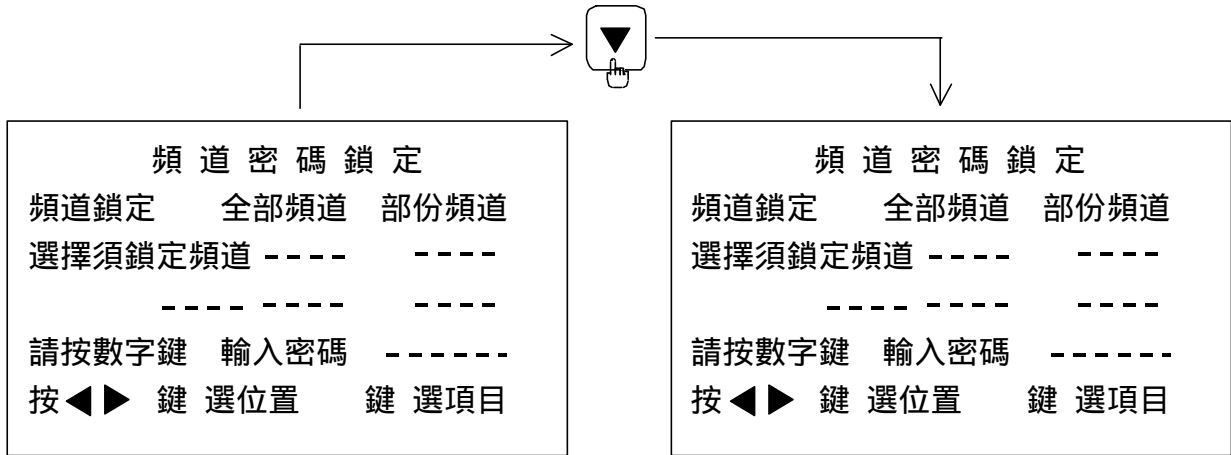 ▼
頻 道 密 碼 鎖 定
頻道鎖定 全部頻道 部份頻道
選擇須鎖定頻道 ---- ----
---- ---- ----
請按數字鍵 輸入密碼 ------
按◀▶ 鍵 選位置 鍵 選項目
頻 道 密 碼 鎖 定
頻道鎖定 全部頻道 部份頻道
選擇須鎖定頻道 ---- ----
---- ---- ----
請按數字鍵 輸入密碼 ------
按◀▶ 鍵 選位置 鍵 選項目